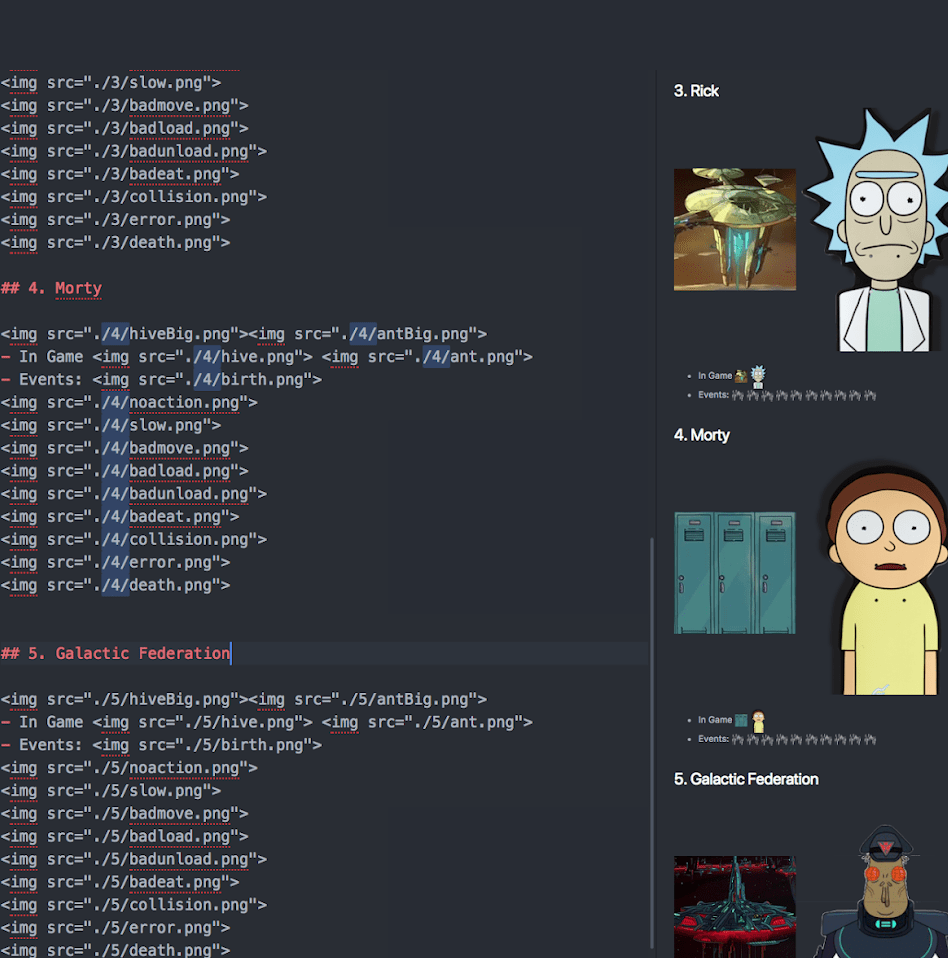 <img src="./3/slow.png">
<img src="./3/badmove.png">
<img src="./3/badload.png">
<img src="./3/badunload.png">
<img src="./3/badeat.png">
<img src="./3/collision.png">
<img src="./3/error.png">
<img src="./3/death.png">
## 4. Morty
<img src="./4/hiveBig.png"><img src="./4/antBig.png">
- In Game <img src="./4/hive.png"> <img src="./4/ant.png">
- Events: <img src="./4/birth.png">
<img src="./4/noaction.png">
<img src="./4/slow.png">
<img src="./4/badmove.png">
<img src="./4/badload.png">
<img src="./4/badunload.png">
<img src="./4/badeat.png">
<img src="./4/collision.png">
<img src="./4/error.png">
<img src="./4/death.png">
## 5. Galactic Federation
<img src="./5/hiveBig.png"><img src="./5/antBig.png">
- In Game <img src="./5/hive.png"> <img src="./5/ant.png">
- Events: <img src="./5/birth.png">
<img src="./5/noaction.png">
<img src="./5/slow.png">
<img src="./5/badmove.png">
<img src="./5/badload.png">
<img src="./5/badunload.png">
<img src="./5/badeat.png">
<img src="./5/collision.png">
<img src="./5/error.png">
<img src="./5/death.png">
3. Rick
• In Game
• Events:
4. Morty
• In Game
• Events:
5. Galactic Federation